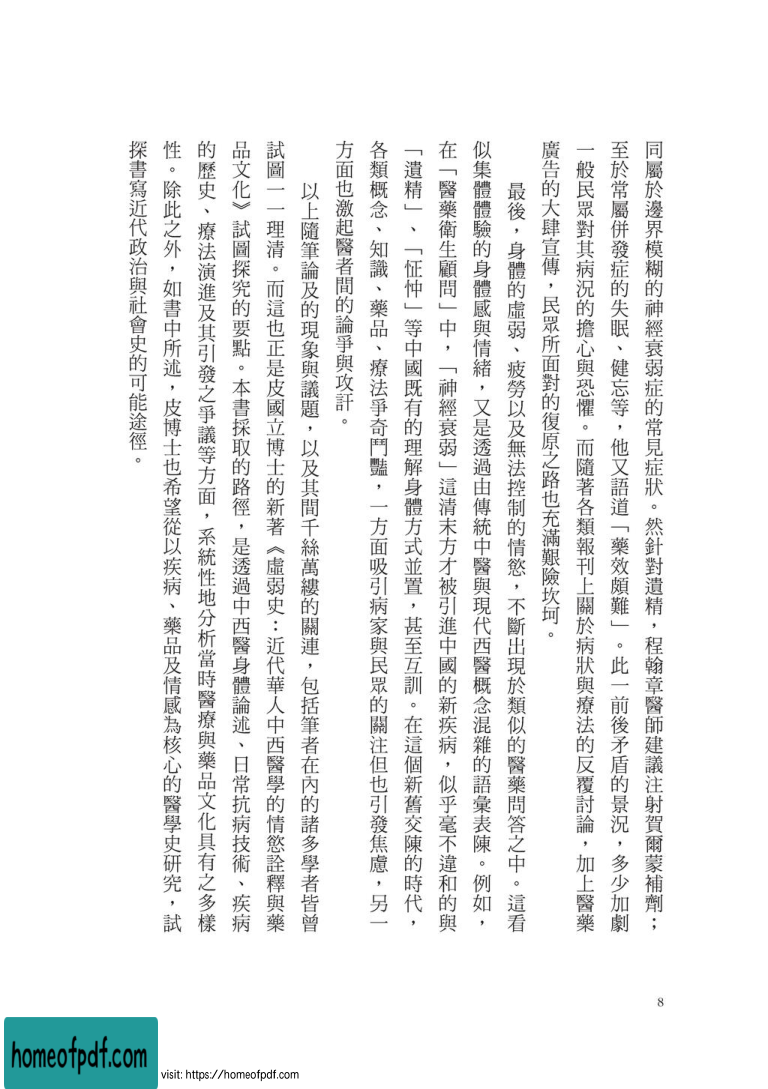 同屬於邊界模糊的神經衰弱症的常見症狀。然針對遺精，程翰章醫師建議注射賀爾蒙補劑；
至於常屬併發症的失眠、健忘等，他又語道「藥效頗難」。此一前後矛盾的景況，多少加劇
一般民眾對其病況的擔心與恐懼。而隨著各類報刊上關於病狀與療法的反覆討論，加上醫藥
廣告的大肆宣傳，民眾所面對的復原之路也充滿艱險坎坷。
最後，身體的虛弱、疲勞以及無法控制的情慾，不斷出現於類似的醫藥問答之中。這看
似集體體驗的身體感與情緒，又是透過由傳統中醫與現代西醫概念混雜的語彙表陳。例如，
在「醫藥衛生顧問」中，「神經衰弱」這清末方才被引進中國的新疾病，似乎毫不違和的與
「遺精」、「怔忡」等中國既有的理解身體方式並置，甚至互訓。在這個新舊交陳的時代，
各類概念、知識、藥品、療法爭奇鬥豔，一方面吸引病家與民眾的關注但也引發焦慮，另一
方面也激起醫者間的論爭與攻訐。
以上隨筆論及的現象與議題，以及其間千絲萬縷的關連，包括筆者在內的諸多學者皆曾
試圖一一理清。而這也正是皮國立博士的新著《虛弱史：近代華人中西醫學的情慾詮釋與藥
品文化》試圖探究的要點。本書採取的路徑，是透過中西醫身體論述、日常抗病技術、疾病
的歷史、療法演進及其引發之爭議等方面，系統性地分析當時醫療與藥品文化具有之多樣
性。除此之外，如書中所述，皮博士也希望從以疾病、藥品及情感為核心的醫學史研究，試
探書寫近代政治與社會史的可能途徑。
8
homeofpdf.com
visit: https://homeofpdf.com